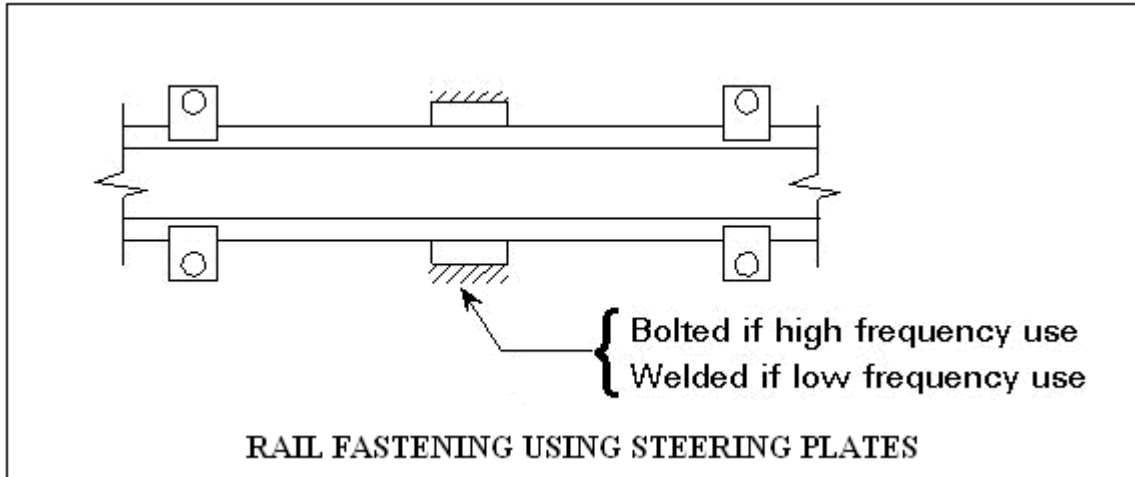 Bolted if high frequency use
Welded if low frequency use
RAIL FASTENING USING STEERING PLATES